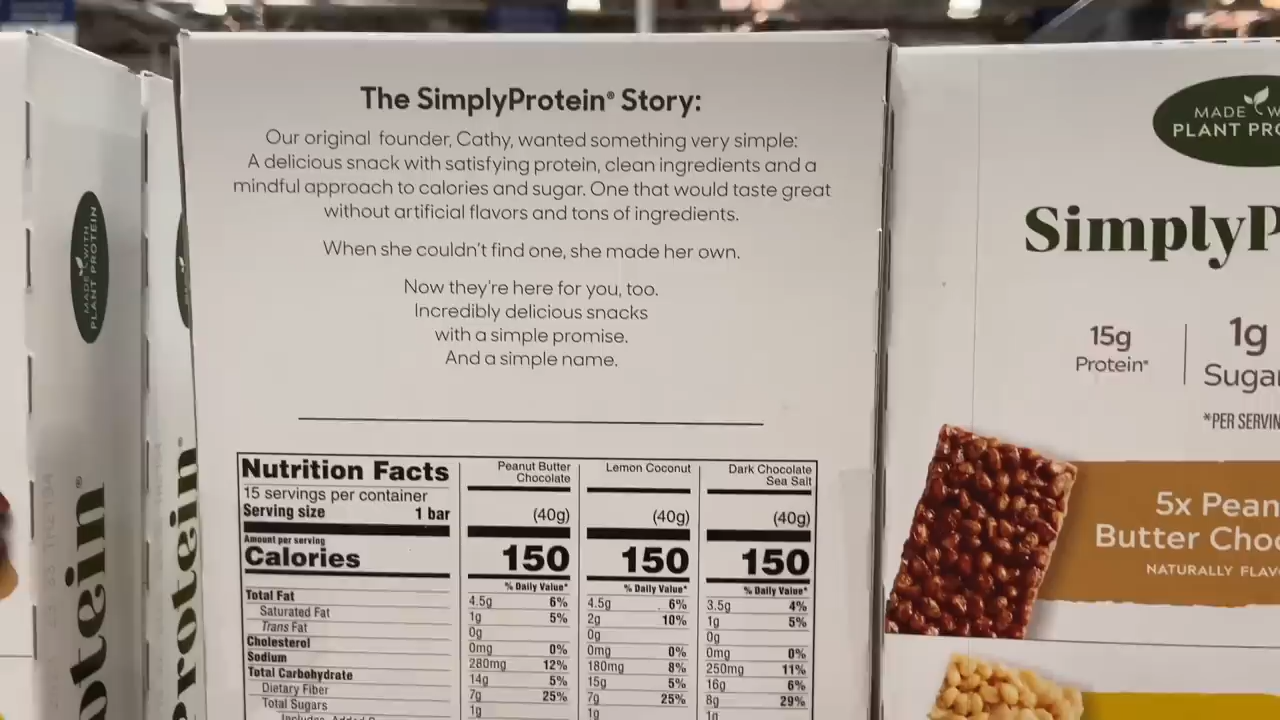 The SimplyProtein® Story:
Our original founder, Cathy, wanted something very simple:
A delicious snack with satisfying protein, clean ingredients and a
mindful approach to calories and sugar. One that would taste great
without artificial flavors and tons of ingredients.
When she couldn't find one, she made her own.
Now they're here for you, too.
Incredibly delicious snacks
with a simple promise.
And a simple name.
Nutrition Facts
15 servings per container
Serving size 1 bar
Peanut Butter
Chocolate
(40g)
Lemon Coconut
(40g)
Dark Chocolate
Sea Salt
(40g)
Amount per serving
Calories 150 150 150
% Daily Value* % Daily Value* % Daily Value*
Total Fat 4.5g 6% 4.5g 6% 3.5g 4%
Saturated Fat 1g 5% 2g 10% 1g 5%
Trans Fat 0g 0g 0g
Cholesterol 0mg 0% 0mg 0% 0mg 0%
Sodium 280mg 12% 180mg 8% 250mg 11%
Total Carbohydrate 14g 5% 15g 5% 16g 6%
Dietary Fiber 7g 25% 7g 25% 8g 29%
Total Sugars 1g 1g 1g
MADE WITH
PLANT PROTEIN
otein®
Protein®
MADE W
PLANT PRO
SimplyP
15g
Protein*
1g
Sugar
*PER SERVIN
5x Pean
Butter Choc
NATURALLY FLAV